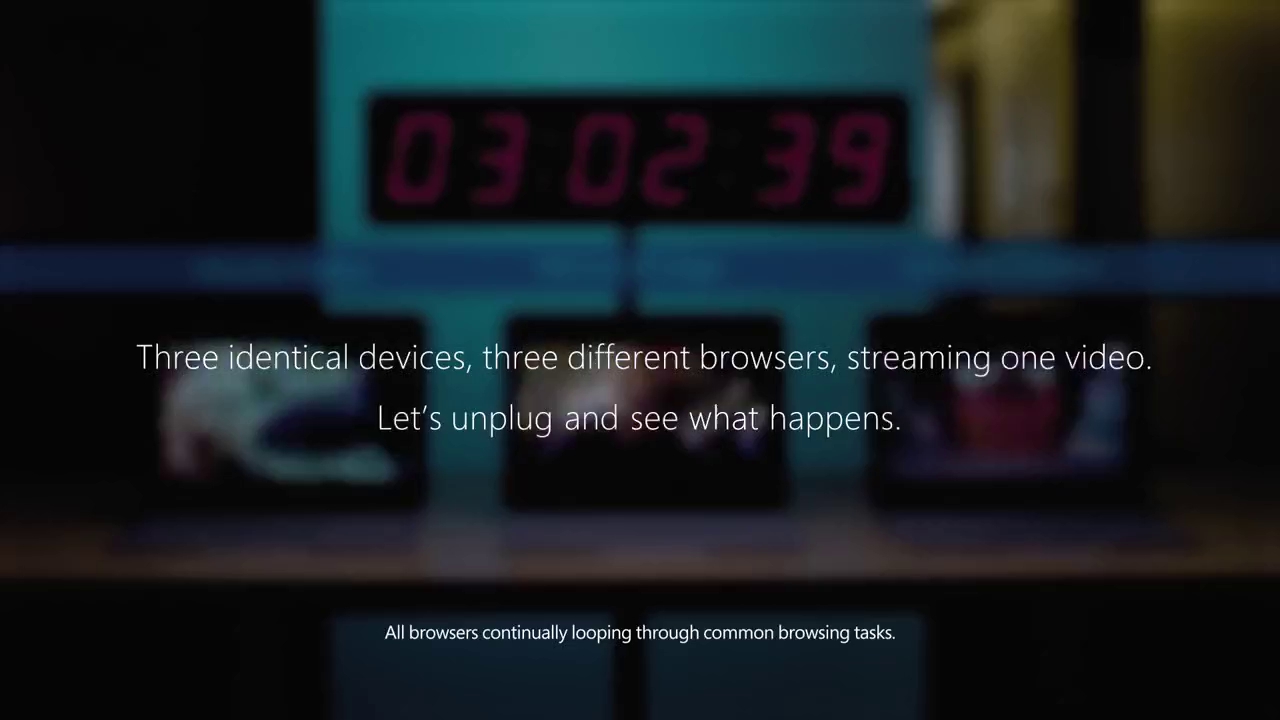 03 02 39
Three identical devices, three different browsers, streaming one video.
Let’s unplug and see what happens.
All browsers continually looping through common browsing tasks.